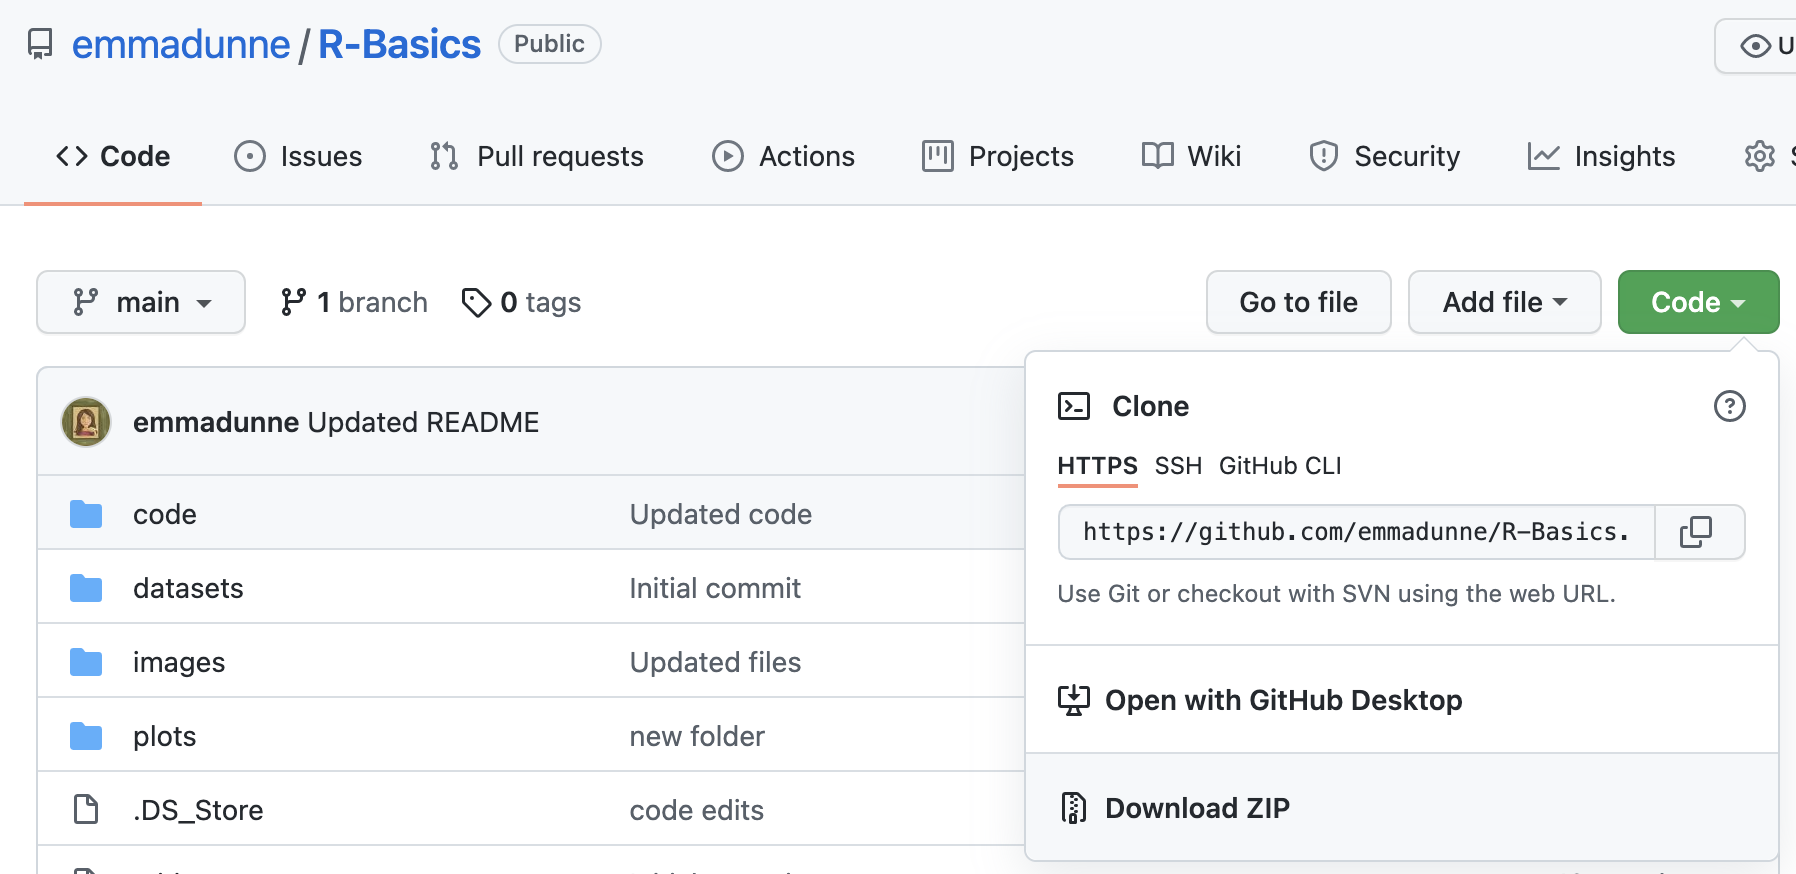 emmadunne / R-Basics Public
Code Issues Pull requests Actions Projects Wiki Security Insights
main 1 branch 0 tags Go to file Add file Code
emmadunne Updated README
code Updated code
datasets Initial commit
images Updated files
plots new folder
.DS_Store code edits
Clone
HTTPS SSH GitHub CLI
https://github.com/emmadunne/R-Basics.
Use Git or checkout with SVN using the web URL.
Open with GitHub Desktop
Download ZIP